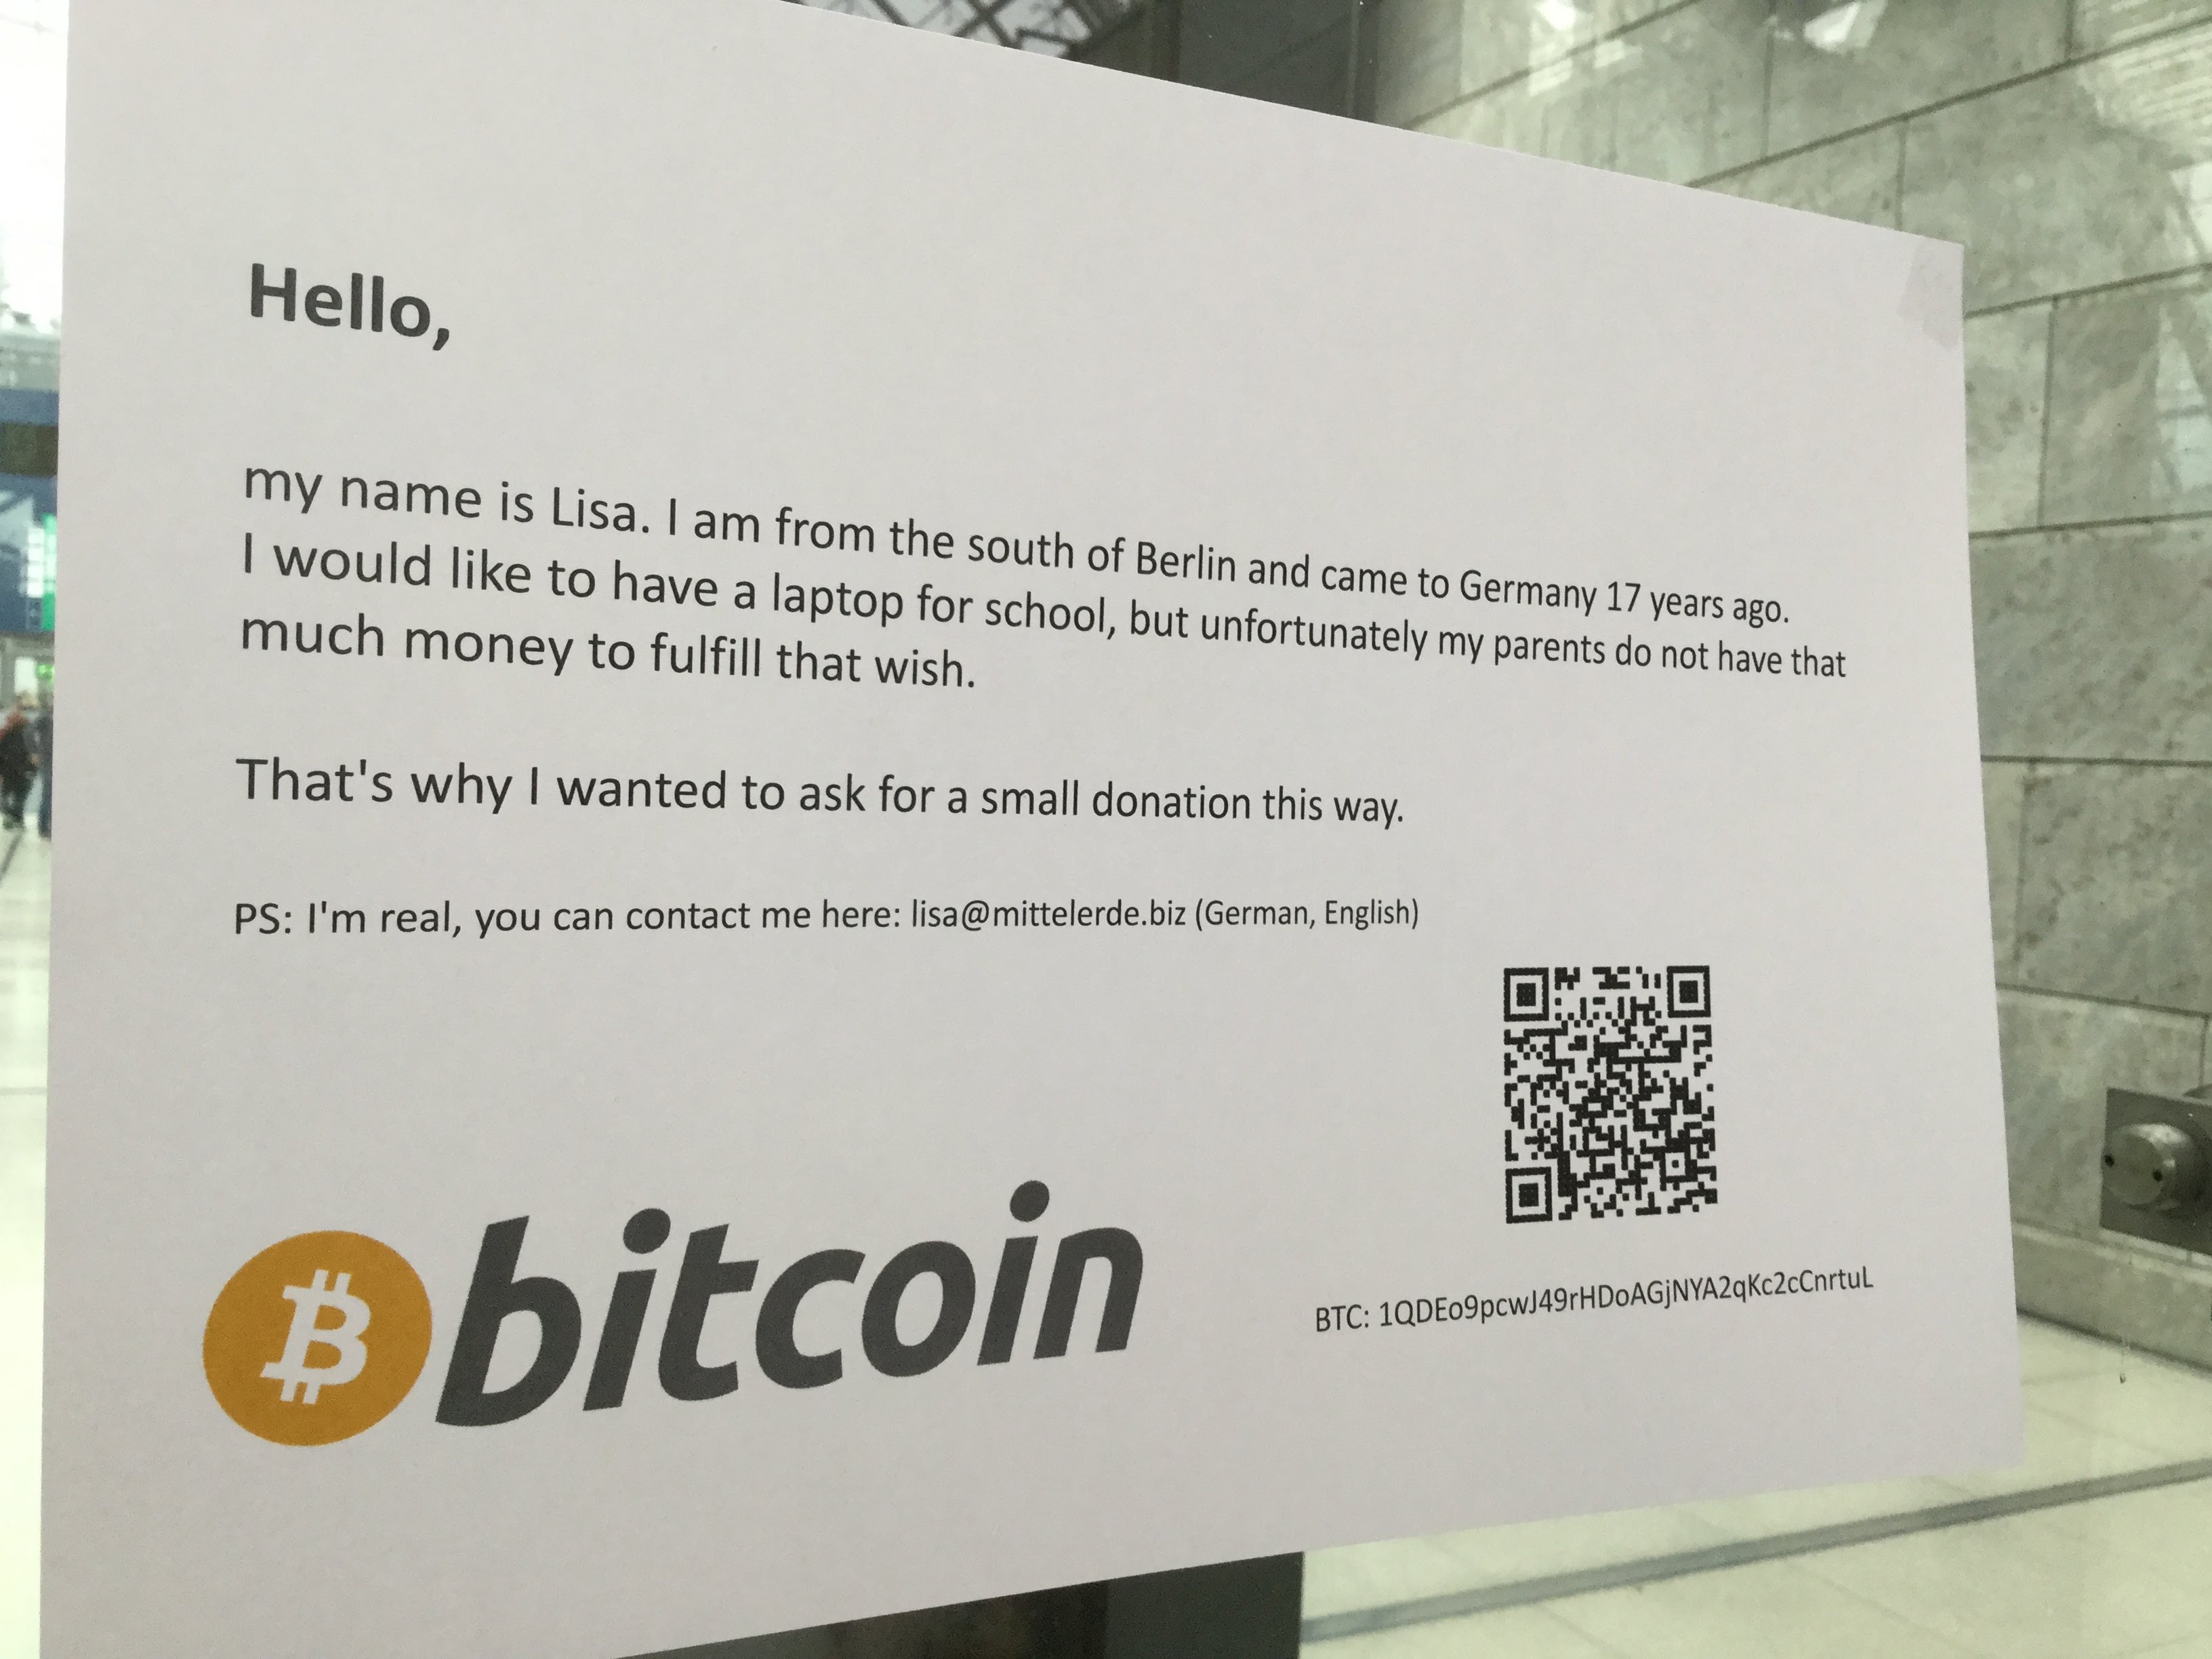 Hello,
my name is Lisa. I am from the south of Berlin and came to Germany 17 years ago.
I would like to have a laptop for school, but unfortunately my parents do not have that
much money to fulfill that wish.
That's why I wanted to ask for a small donation this way.
PS: I'm real, you can contact me here: lisa@mittelerde.biz (German, English)
bitcoin
BTC: 1QDEo9pcwJ49rHDoAGjNYA2qKc2cCnrtuL